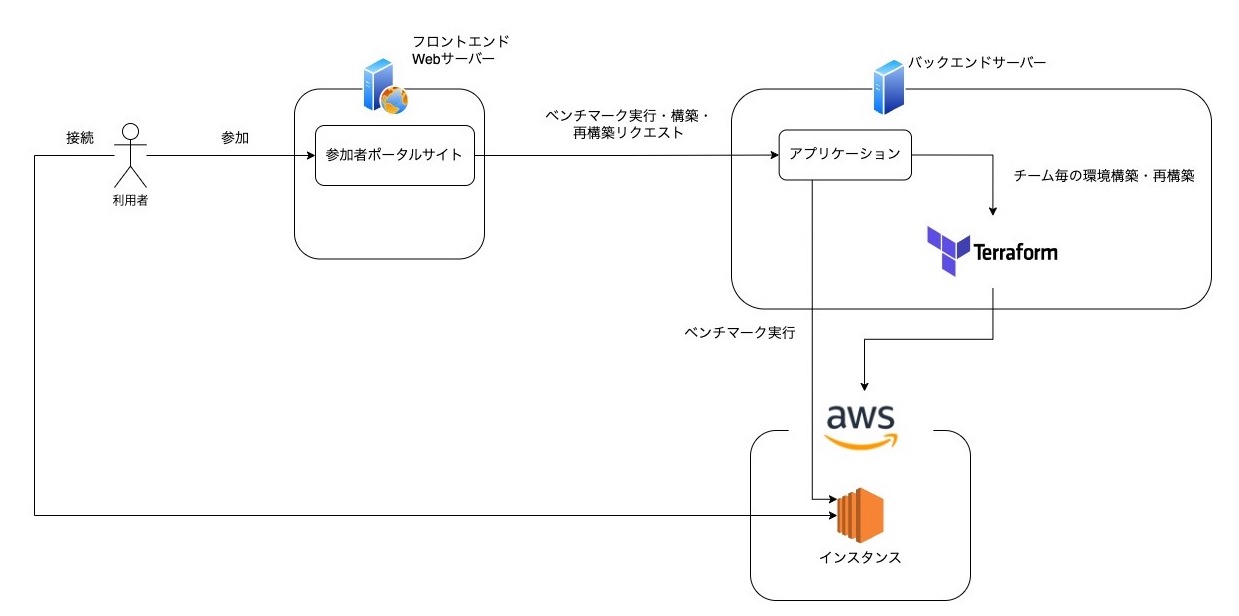 フロントエンド
Webサーバー
バックエンドサーバー
接続
参加
利用者
参加者ポータルサイト
ベンチマーク実行・構築・
再構築リクエスト
アプリケーション
チーム毎の環境構築・再構築
Terraform
ベンチマーク実行
aws
インスタンス